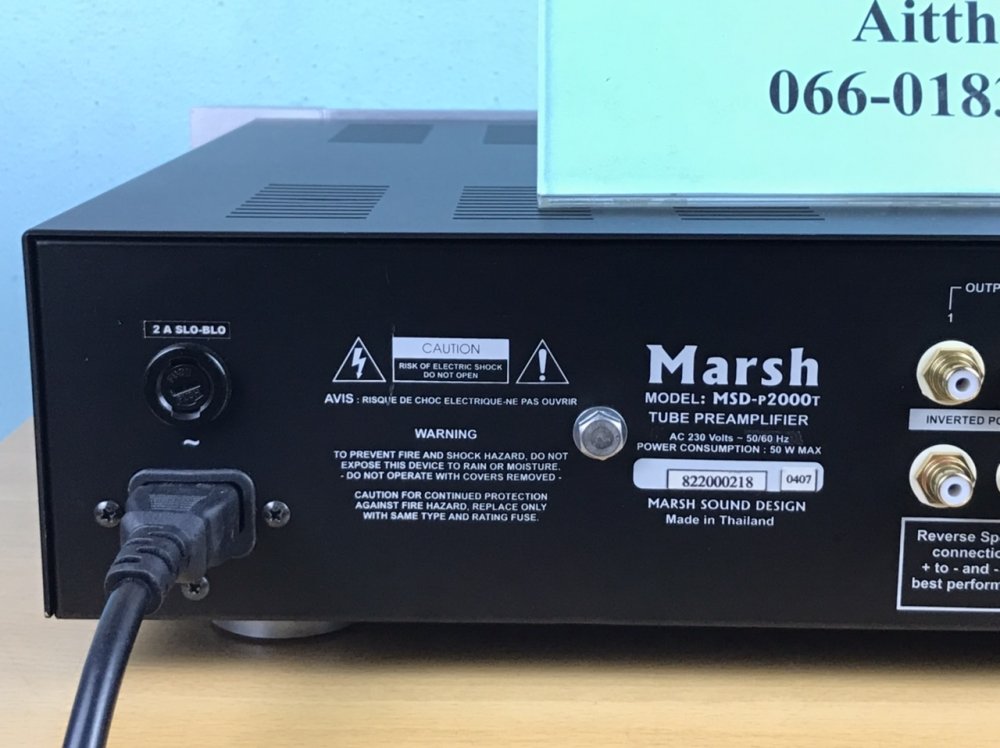 Aitth
066-018
2 A SLO-BLO
~
CAUTION
RISK OF ELECTRIC SHOCK
DO NOT OPEN
AVIS : RISQUE DE CHOC ELECTRIQUE-NE PAS OUVRIR
WARNING
TO PREVENT FIRE AND SHOCK HAZARD, DO NOT
EXPOSE THIS DEVICE TO RAIN OR MOISTURE.
- DO NOT OPERATE WITH COVERS REMOVED -
CAUTION FOR CONTINUED PROTECTION
AGAINST FIRE HAZARD, REPLACE ONLY
WITH SAME TYPE AND RATING FUSE.
Marsh
MODEL: MSD-P2000T
TUBE PREAMPLIFIER
AC 230 Volts ~ 50/60 Hz
POWER CONSUMPTION : 50 W MAX
822000218
0407
MARSH SOUND DESIGN
Made in Thailand
OUTP
1
INVERTED PO
Reverse Sp
connectio
+ to - and -
best perform